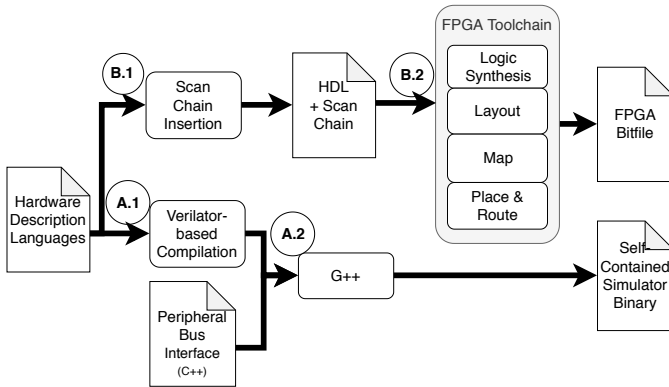 FPGA Toolchain
B.1
B.2
Scan
Chain
Insertion
HDL
+ Scan
Chain
Logic
Synthesis
Layout
Map
Place &
Route
FPGA
Bitfile
Hardware
Description
Languages
A.1
Verilator-
based
Compilation
A.2
G++
Self-
Contained
Simulator
Binary
Peripheral
Bus
Interface
(C++)